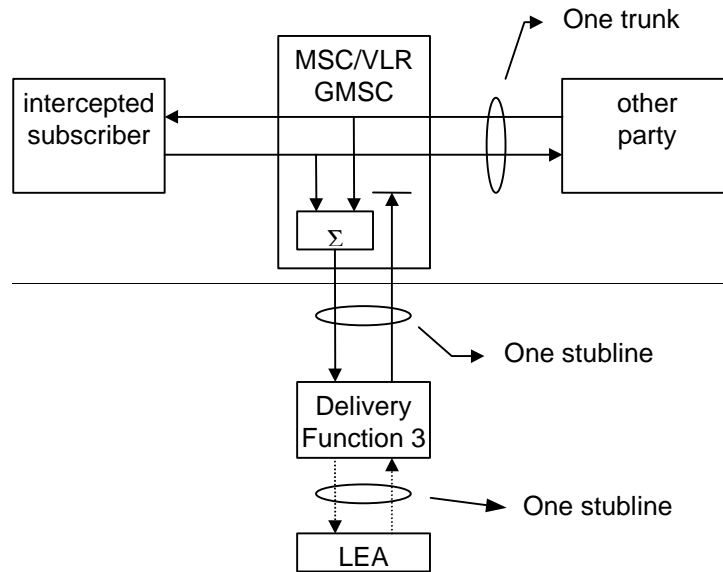 One trunk
MSC/VLR
GMSC
intercepted
subscriber
other
party
Σ
One stubline
Delivery
Function 3
One stubline
LEA